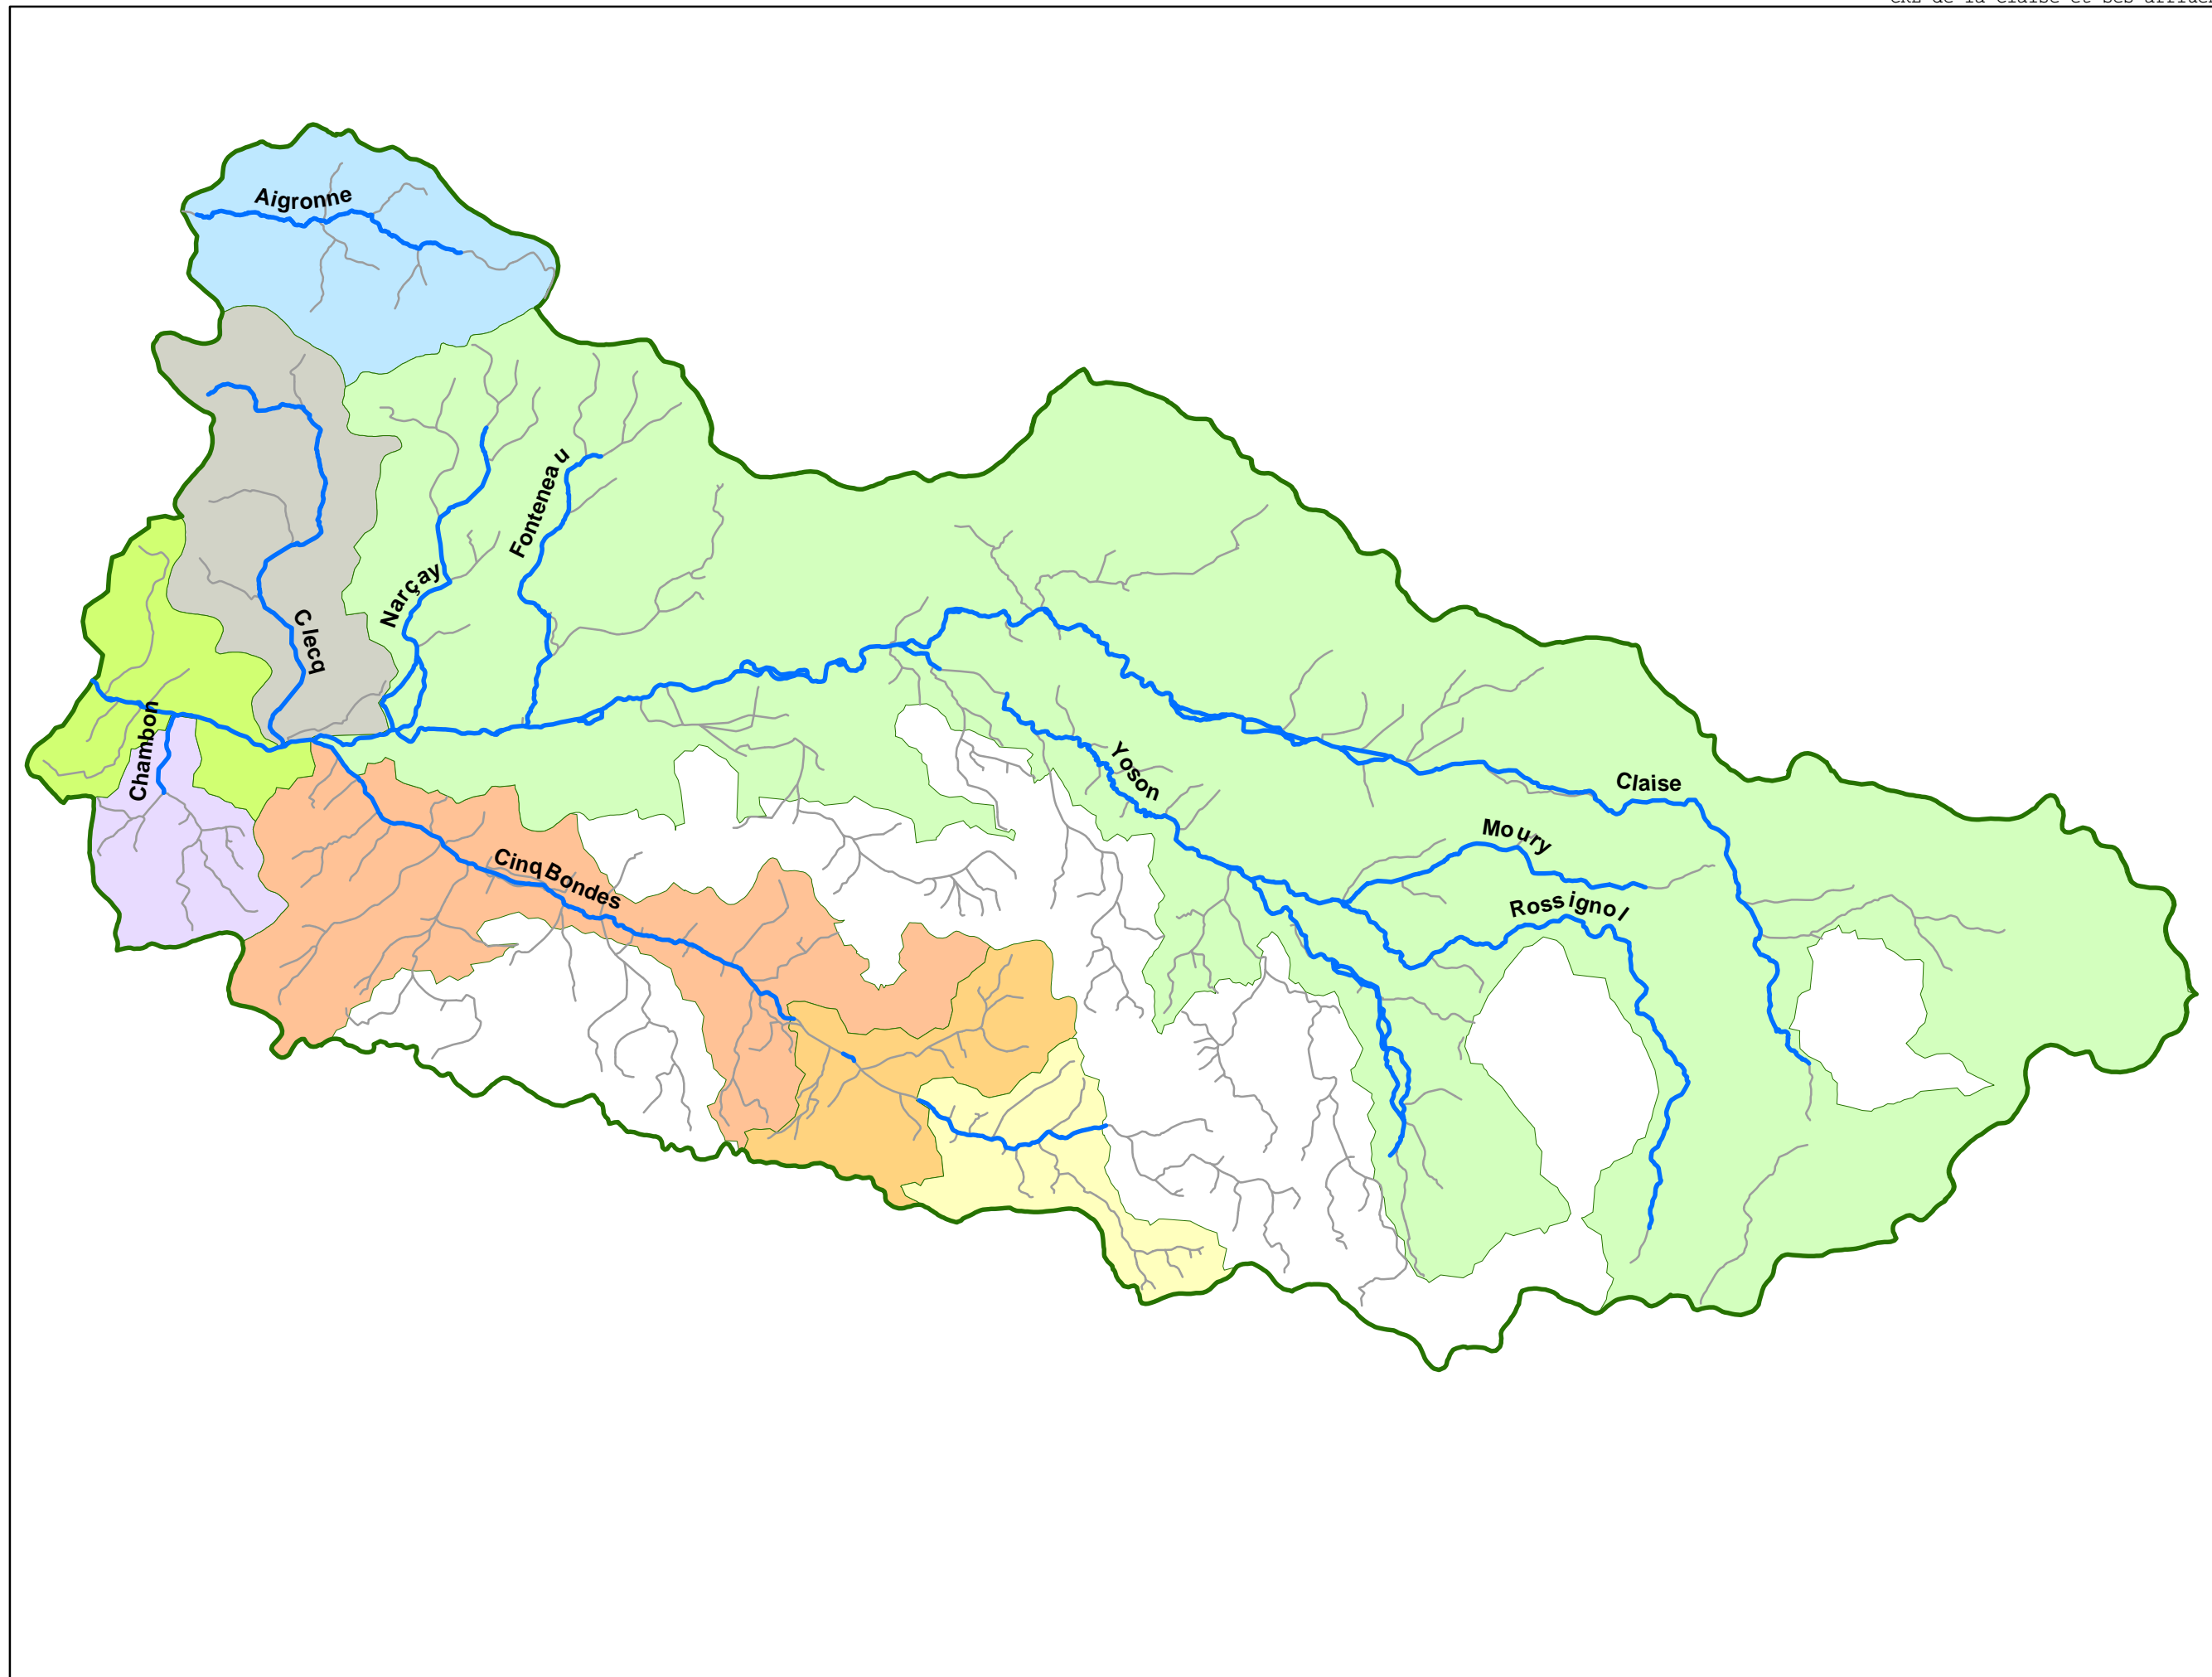 Aigronne
Fonteneau
Narçay
Clecq
Chambon
Yoson
Claise
Moury
Cinq Bondes
Rossignol